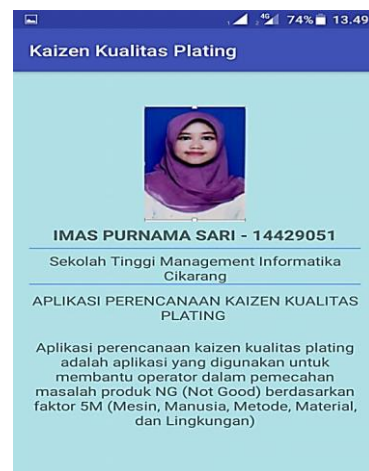 4G 74% 13.49
Kaizen Kualitas Plating
IMAS PURNAMA SARI - 14429051
Sekolah Tinggi Management Informatika
Cikarang
APLIKASI PERENCANAAN KAIZEN KUALITAS
PLATING
Aplikasi perencanaan kaizen kualitas plating
adalah aplikasi yang digunakan untuk
membantu operator dalam pemecahan
masalah produk NG (Not Good) berdasarkan
faktor 5M (Mesin, Manusia, Metode, Material,
dan Lingkungan)